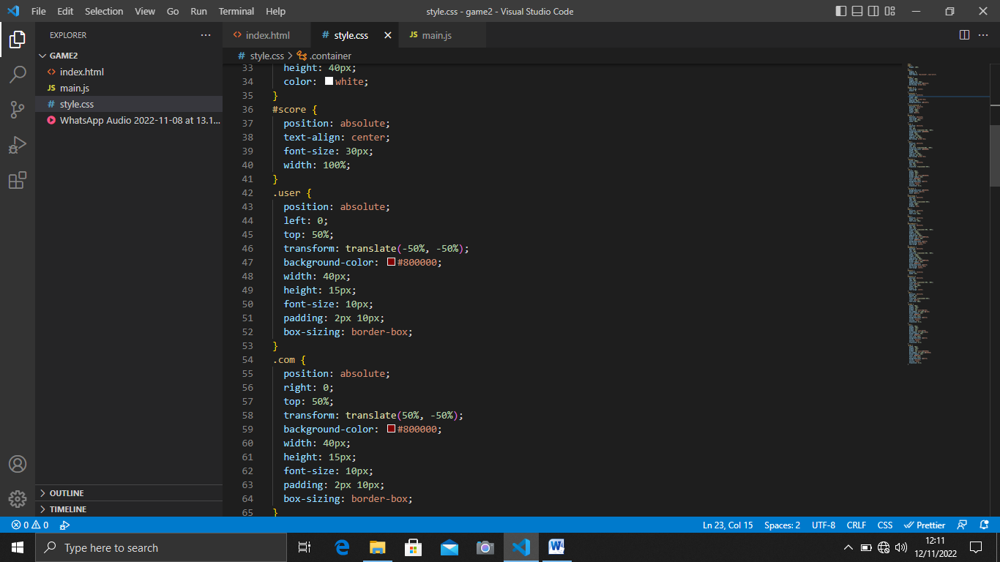 File Edit Selection View Go Run Terminal Help
style.css - game2 - Visual Studio Code
EXPLORER
GAME2
index.html
JS main.js
# style.css
WhatsApp Audio 2022-11-08 at 13.1...
OUTLINE
TIMELINE
index.html # style.css JS main.js
# style.css > .container
33 height: 40px;
34 color: white;
35 }
36 #score {
37 position: absolute;
38 text-align: center;
39 font-size: 30px;
40 width: 100%;
41 }
42 .user {
43 position: absolute;
44 left: 0;
45 top: 50%;
46 transform: translate(-50%, -50%);
47 background-color: #800000;
48 width: 40px;
49 height: 15px;
50 font-size: 10px;
51 padding: 2px 10px;
52 box-sizing: border-box;
53 }
54 .com {
55 position: absolute;
56 right: 0;
57 top: 50%;
58 transform: translate(50%, -50%);
59 background-color: #800000;
60 width: 40px;
61 height: 15px;
62 font-size: 10px;
63 padding: 2px 10px;
64 box-sizing: border-box;
65 }
0 0 Ln 23, Col 15 Spaces: 2 UTF-8 CRLF CSS Prettier
Type here to search
12:11
12/11/2022